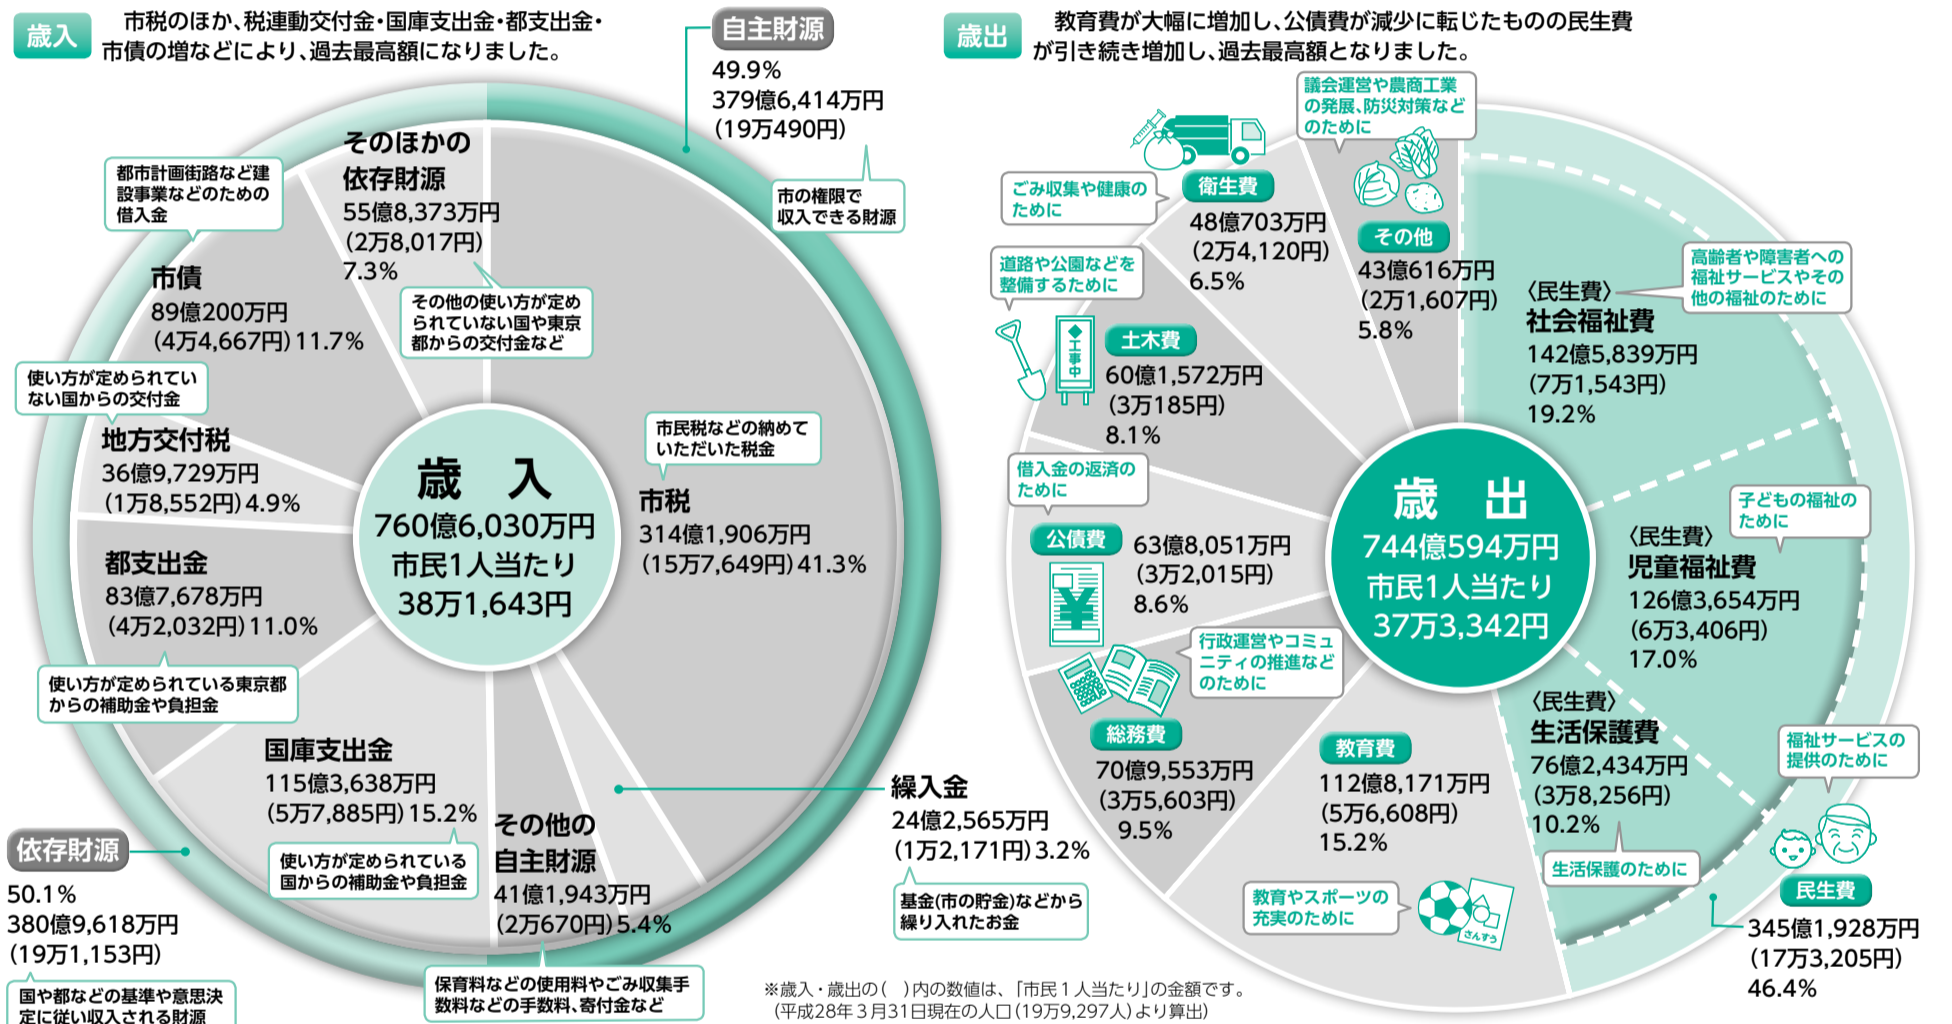 歳入
市税のほか、税連動交付金・国庫支出金・都支出金・
市債の増などにより、過去最高額になりました。
自主財源
49.9%
379億6,414万円
(19万490円)
市の権限で
収入できる財源
そのほかの
依存財源
55億8,373万円
(2万8,017円)
7.3%
その他の使い方が定め
られていない国や東京
都からの交付金など
都市計画街路など建
設事業などのための
借入金
市債
89億200万円
(4万4,667円) 11.7%
使い方が定められてい
ない国からの交付金
地方交付税
36億9,729万円
(1万8,552円) 4.9%
都支出金
83億7,678万円
(4万2,032円) 11.0%
使い方が定められている東京都
からの補助金や負担金
国庫支出金
115億3,638万円
(5万7,885円) 15.2%
使い方が定められている
国からの補助金や負担金
依存財源
50.1%
380億9,618万円
(19万1,153円)
国や都などの基準や意思決
定に従い収入される財源
歳 入
760億6,030万円
市民1人当たり
38万1,643円
市民税などの納めて
いただいた税金
市税
314億1,906万円
(15万7,649円) 41.3%
繰入金
24億2,565万円
(1万2,171円) 3.2%
基金(市の貯金)などから
繰り入れたお金
その他の
自主財源
41億1,943万円
(2万670円) 5.4%
保育料などの使用料やごみ収集手
数料などの手数料、寄付金など
歳出
教育費が大幅に増加し、公債費が減少に転じたものの民生費
が引き続き増加し、過去最高額となりました。
議会運営や農商工業
の発展、防災対策など
のために
その他
43億616万円
(2万1,607円)
5.8%
ごみ収集や健康の
ために
衛生費
48億703万円
(2万4,120円)
6.5%
道路や公園などを
整備するために
工事中
土木費
60億1,572万円
(3万185円)
8.1%
借入金の返済の
ために
公債費
63億8,051万円
(3万2,015円)
8.6%
¥
行政運営やコミュ
ニティの推進など
のために
総務費
70億9,553万円
(3万5,603円)
9.5%
教育費
112億8,171万円
(5万6,608円)
15.2%
教育やスポーツの
充実のために
さんすう
歳 出
744億594万円
市民1人当たり
37万3,342円
〈民生費〉
社会福祉費
142億5,839万円
(7万1,543円)
19.2%
高齢者や障害者への
福祉サービスやその
他の福祉のために
子どもの福祉の
ために
〈民生費〉
児童福祉費
126億3,654万円
(6万3,406円)
17.0%
〈民生費〉
生活保護費
76億2,434万円
(3万8,256円)
10.2%
生活保護のために
福祉サービスの
提供のために
民生費
345億1,928万円
(17万3,205円)
46.4%
※歳入・歳出の( )内の数値は、「市民1人当たり」の金額です。
(平成28年3月31日現在の人口(19万9,297人)より算出)